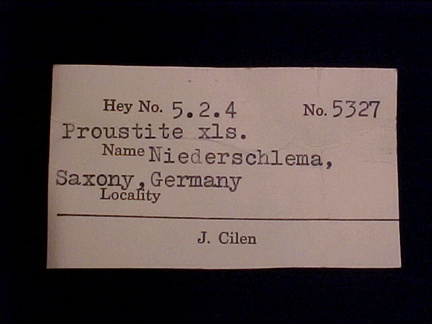 Hey No. 5.2.4 No. 5327
Proustite xls.
Name Niederschlema,
Saxony, Germany
Locality
J. Cilen